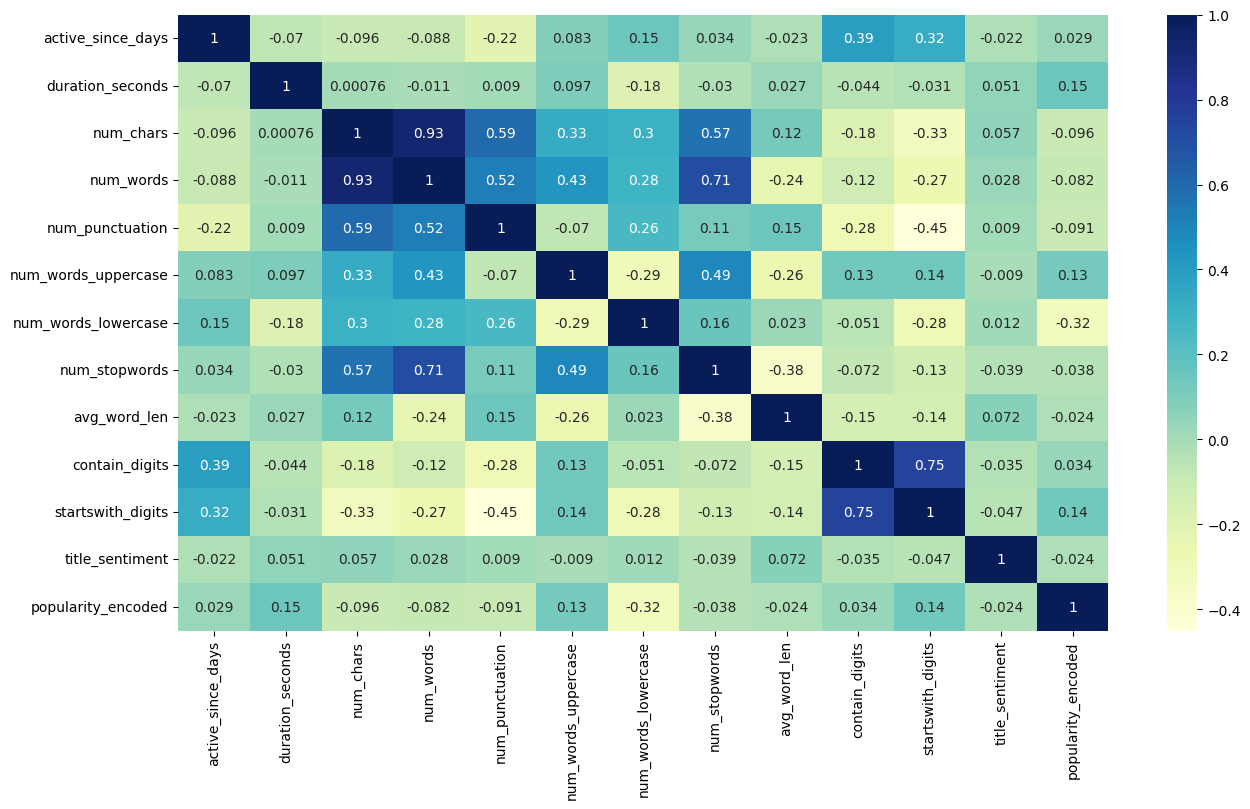 active_since_days 1 -0.07 -0.096 -0.088 -0.22 0.083 0.15 0.034 -0.023 0.39 0.32 -0.022 0.029
duration_seconds -0.07 1 0.00076 -0.011 0.009 0.097 -0.18 -0.03 0.027 -0.044 -0.031 0.051 0.15
num_chars -0.096 0.00076 1 0.93 0.59 0.33 0.3 0.57 0.12 -0.18 -0.33 0.057 -0.096
num_words -0.088 -0.011 0.93 1 0.52 0.43 0.28 0.71 -0.24 -0.12 -0.27 0.028 -0.082
num_punctuation -0.22 0.009 0.59 0.52 1 -0.07 0.26 0.11 0.15 -0.28 -0.45 0.009 -0.091
num_words_uppercase 0.083 0.097 0.33 0.43 -0.07 1 -0.29 0.49 -0.26 0.13 0.14 -0.009 0.13
num_words_lowercase 0.15 -0.18 0.3 0.28 0.26 -0.29 1 0.16 0.023 -0.051 -0.28 0.012 -0.32
num_stopwords 0.034 -0.03 0.57 0.71 0.11 0.49 0.16 1 -0.38 -0.072 -0.13 -0.039 -0.038
avg_word_len -0.023 0.027 0.12 -0.24 0.15 -0.26 0.023 -0.38 1 -0.15 -0.14 0.072 -0.024
contain_digits 0.39 -0.044 -0.18 -0.12 -0.28 0.13 -0.051 -0.072 -0.15 1 0.75 -0.035 0.034
startswith_digits 0.32 -0.031 -0.33 -0.27 -0.45 0.14 -0.28 -0.13 -0.14 0.75 1 -0.047 0.14
title_sentiment -0.022 0.051 0.057 0.028 0.009 -0.009 0.012 -0.039 0.072 -0.035 -0.047 1 -0.024
popularity_encoded 0.029 0.15 -0.096 -0.082 -0.091 0.13 -0.32 -0.038 -0.024 0.034 0.14 -0.024 1
active_since_days
duration_seconds
num_chars
num_words
num_punctuation
num_words_uppercase
num_words_lowercase
num_stopwords
avg_word_len
contain_digits
startswith_digits
title_sentiment
popularity_encoded
1.0
0.8
0.6
0.4
0.2
0.0
−0.2
−0.4